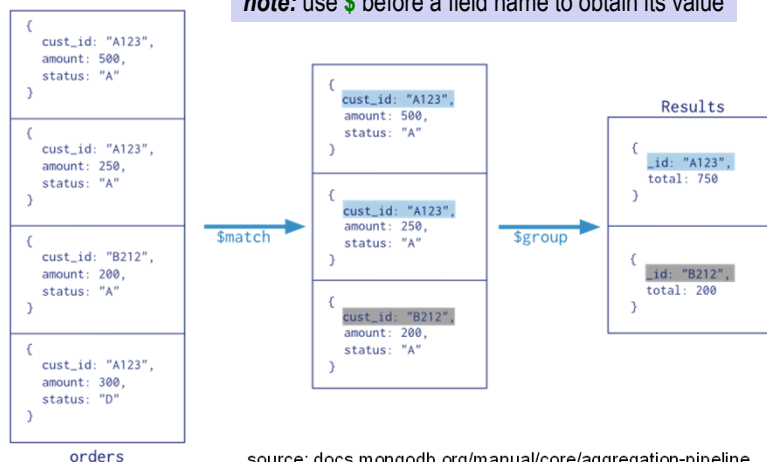 note: use $ before a field name to obtain its value
{
cust_id: "A123",
amount: 500,
status: "A"
}
{
cust_id: "A123",
amount: 250,
status: "A"
}
{
cust_id: "B212",
amount: 200,
status: "A"
}
{
cust_id: "A123",
amount: 300,
status: "D"
}
orders
$match
{
cust_id: "A123",
amount: 500,
status: "A"
}
{
cust_id: "A123",
amount: 250,
status: "A"
}
{
cust_id: "B212",
amount: 200,
status: "A"
}
$group
Results
{
_id: "A123",
total: 750
}
{
_id: "B212",
total: 200
}
source: docs.mongodb.org/manual/core/aggregation-pipeline